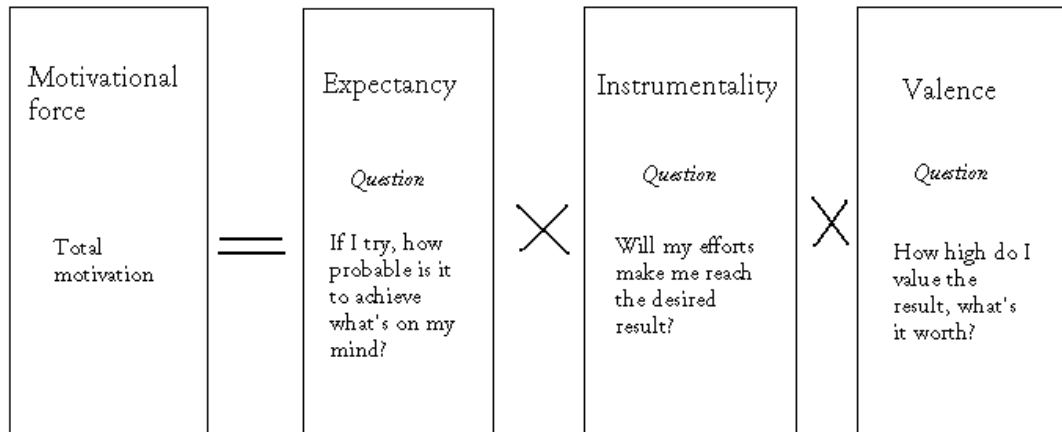 Motivational
force
Total
motivation
Expectancy
Question
If I try, how
probable is it
to achieve
what's on my
mind?
Instrumentality
Question
Will my efforts
make me reach
the desired
result?
Valence
Question
How high do I
value the
result, what's
it worth?